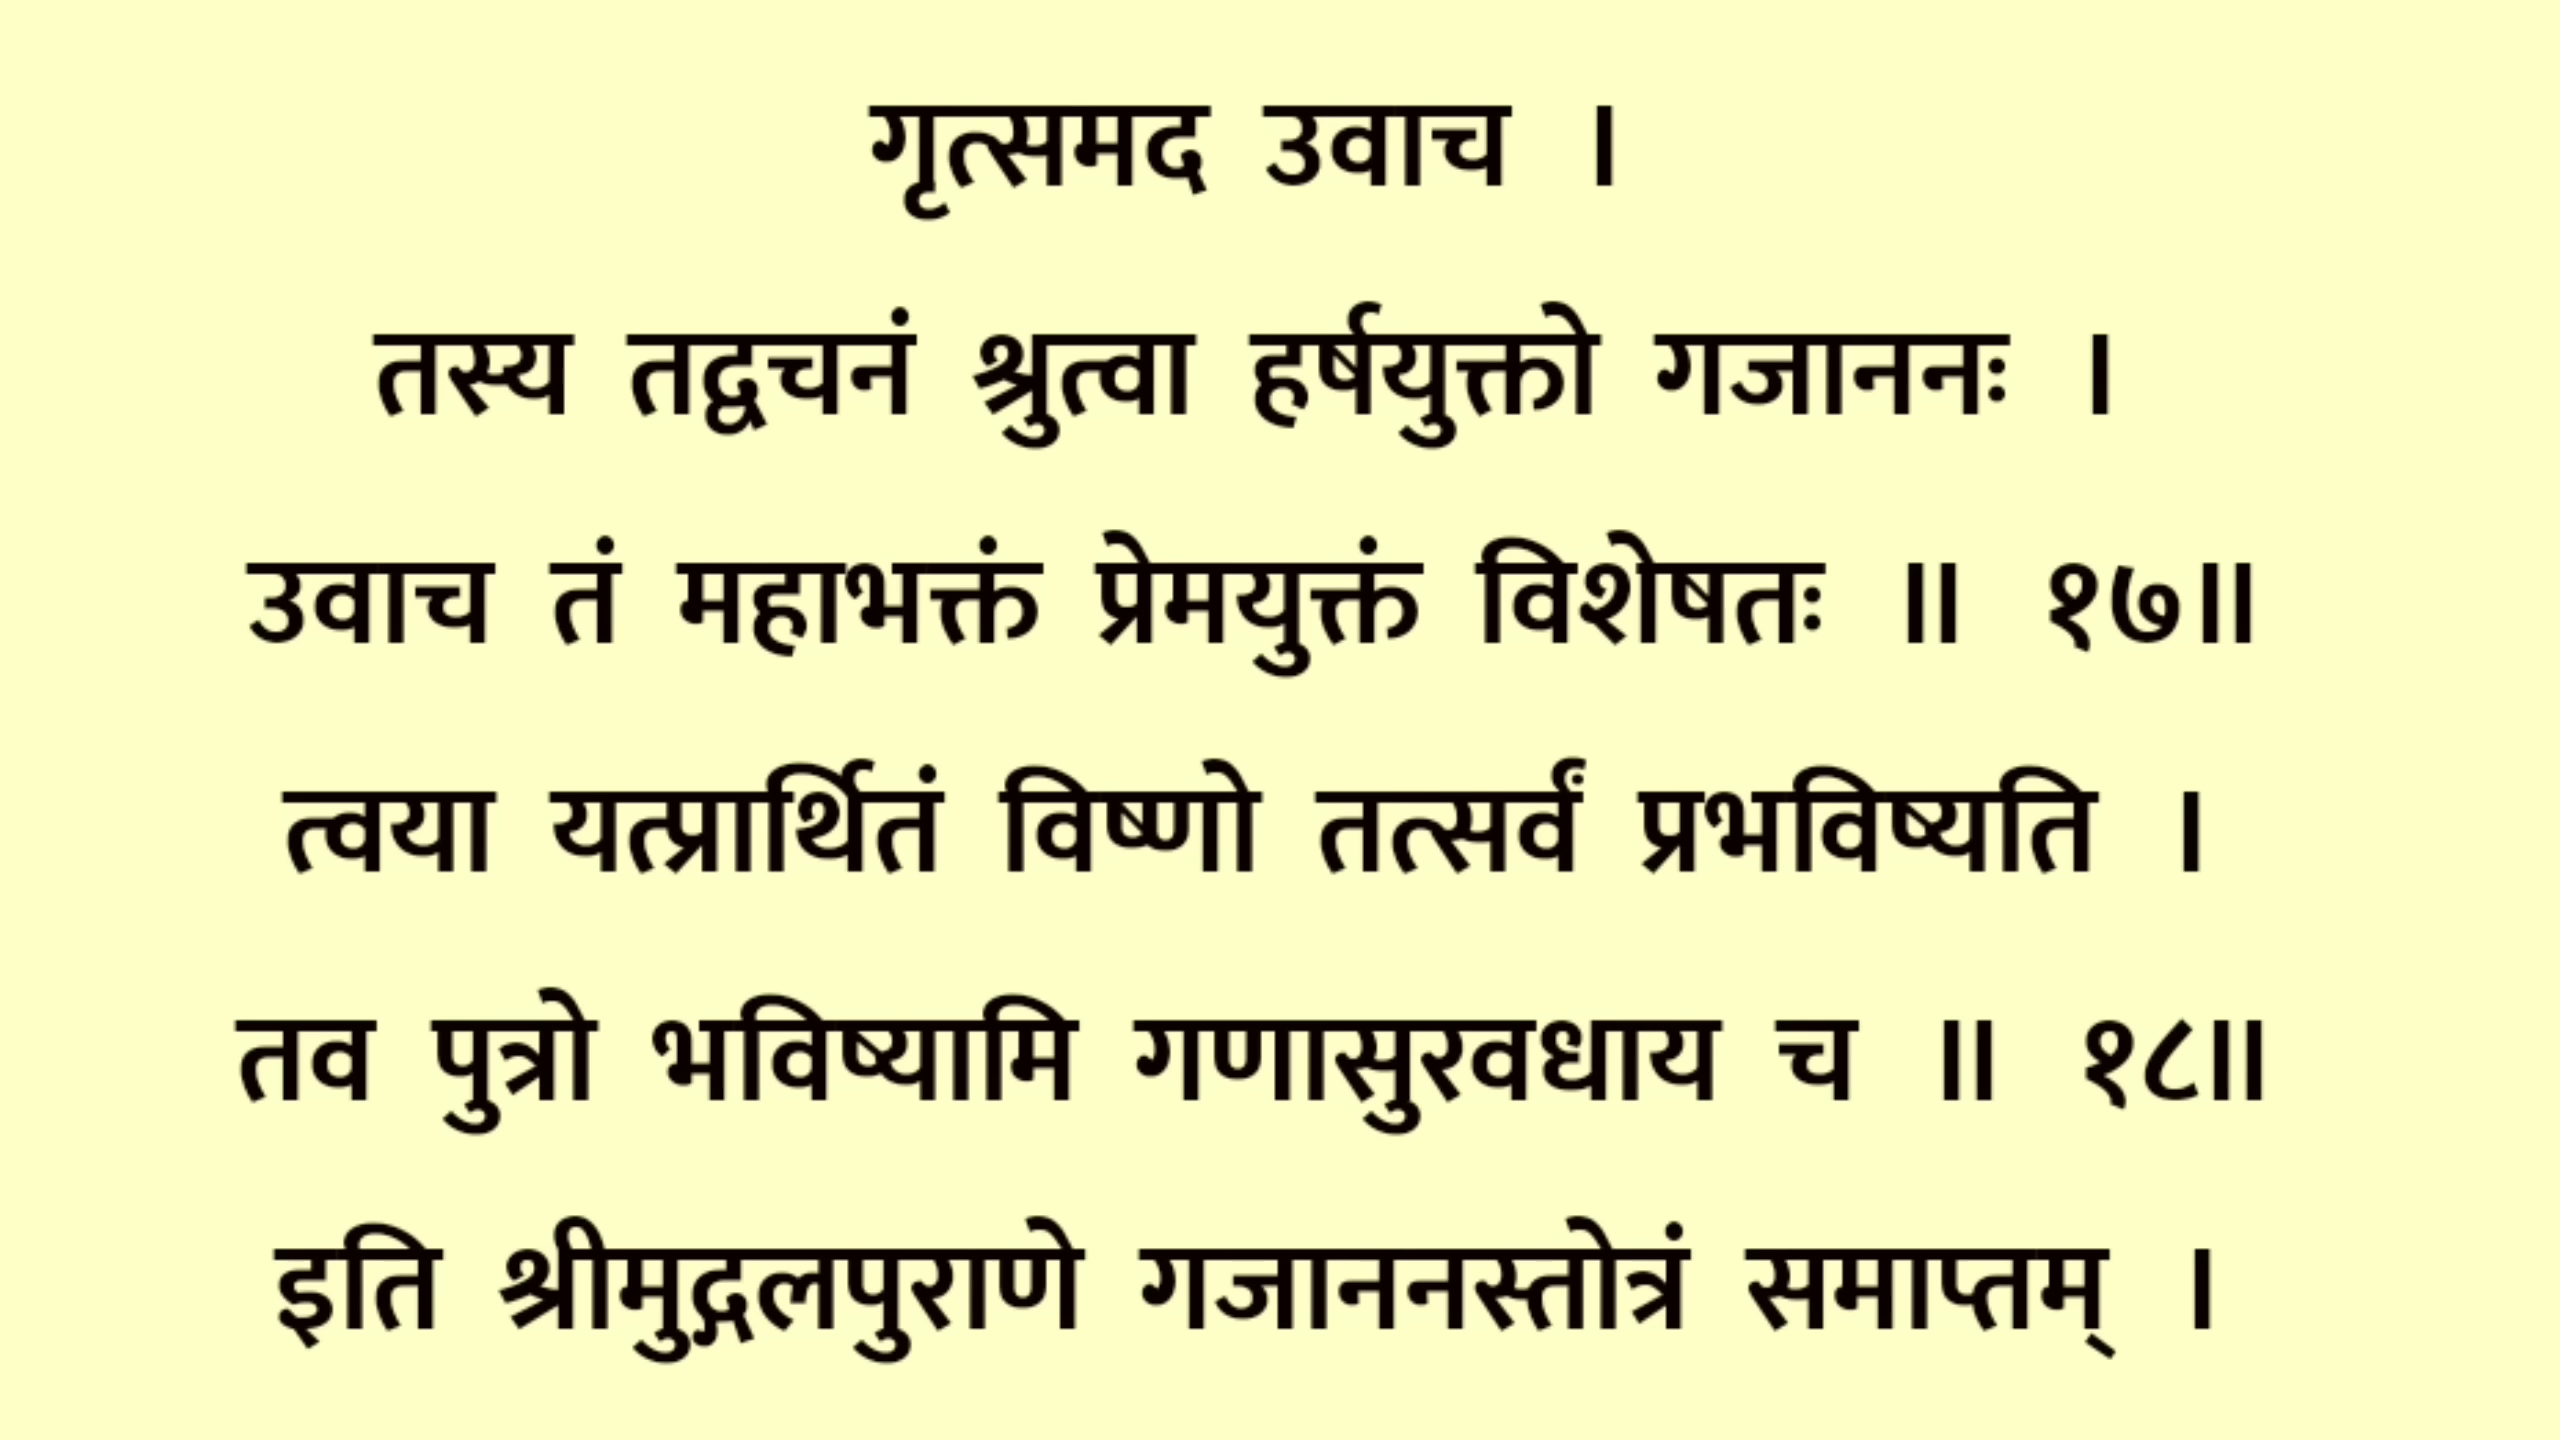 गृत्समद उवाच ।
तस्य तद्वचनं श्रुत्वा हर्षयुक्तो गजाननः ।
उवाच तं महाभक्तं प्रेमयुक्तं विशेषतः ॥ १७॥
त्वया यत्प्रार्थितं विष्णो तत्सर्वं प्रभविष्यति ।
तव पुत्रो भविष्यामि गणासुरवधाय च ॥ १८॥
इति श्रीमुद्गलपुराणे गजाननस्तोत्रं समाप्तम् ।